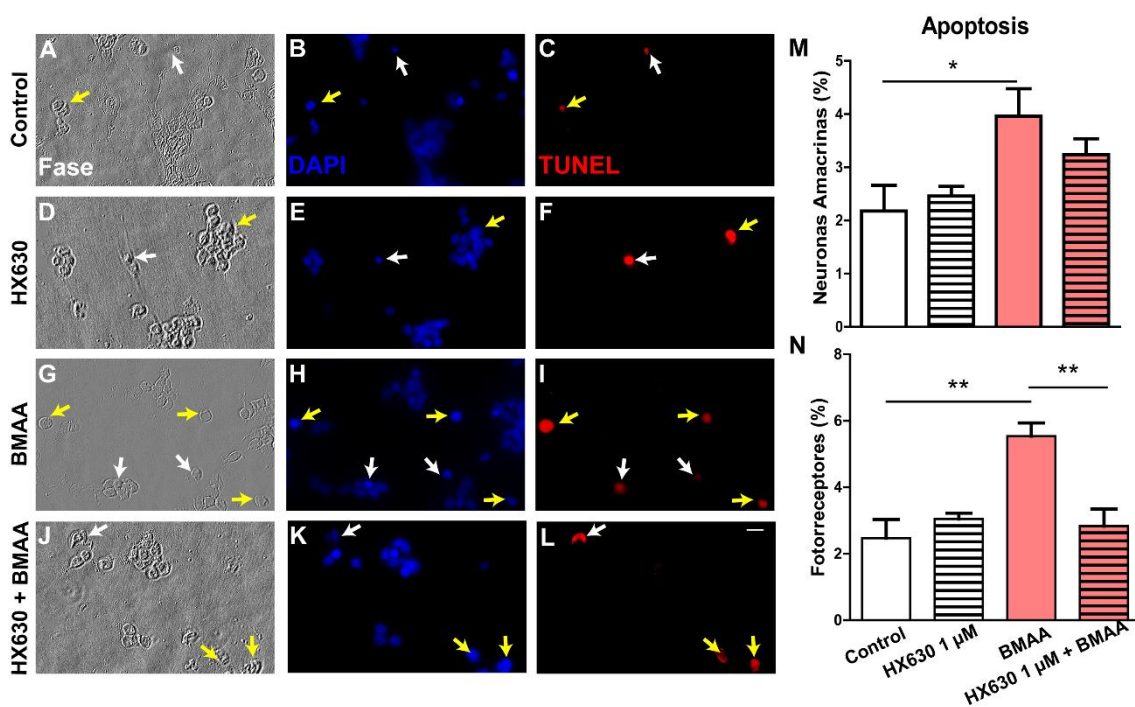 Apoptosis
Control
A
Fase
B
DAPI
C
TUNEL
HX630
D
E
F
BMAA
G
H
I
HX630 + BMAA
J
K
L
M
Neuronas Amacrinas (%)
5
4
3
2
1
0
*
N
Fotorreceptores (%)
8
6
4
2
0
**
**
Control
HX630 1 µM
BMAA
HX630 1 µM + BMAA